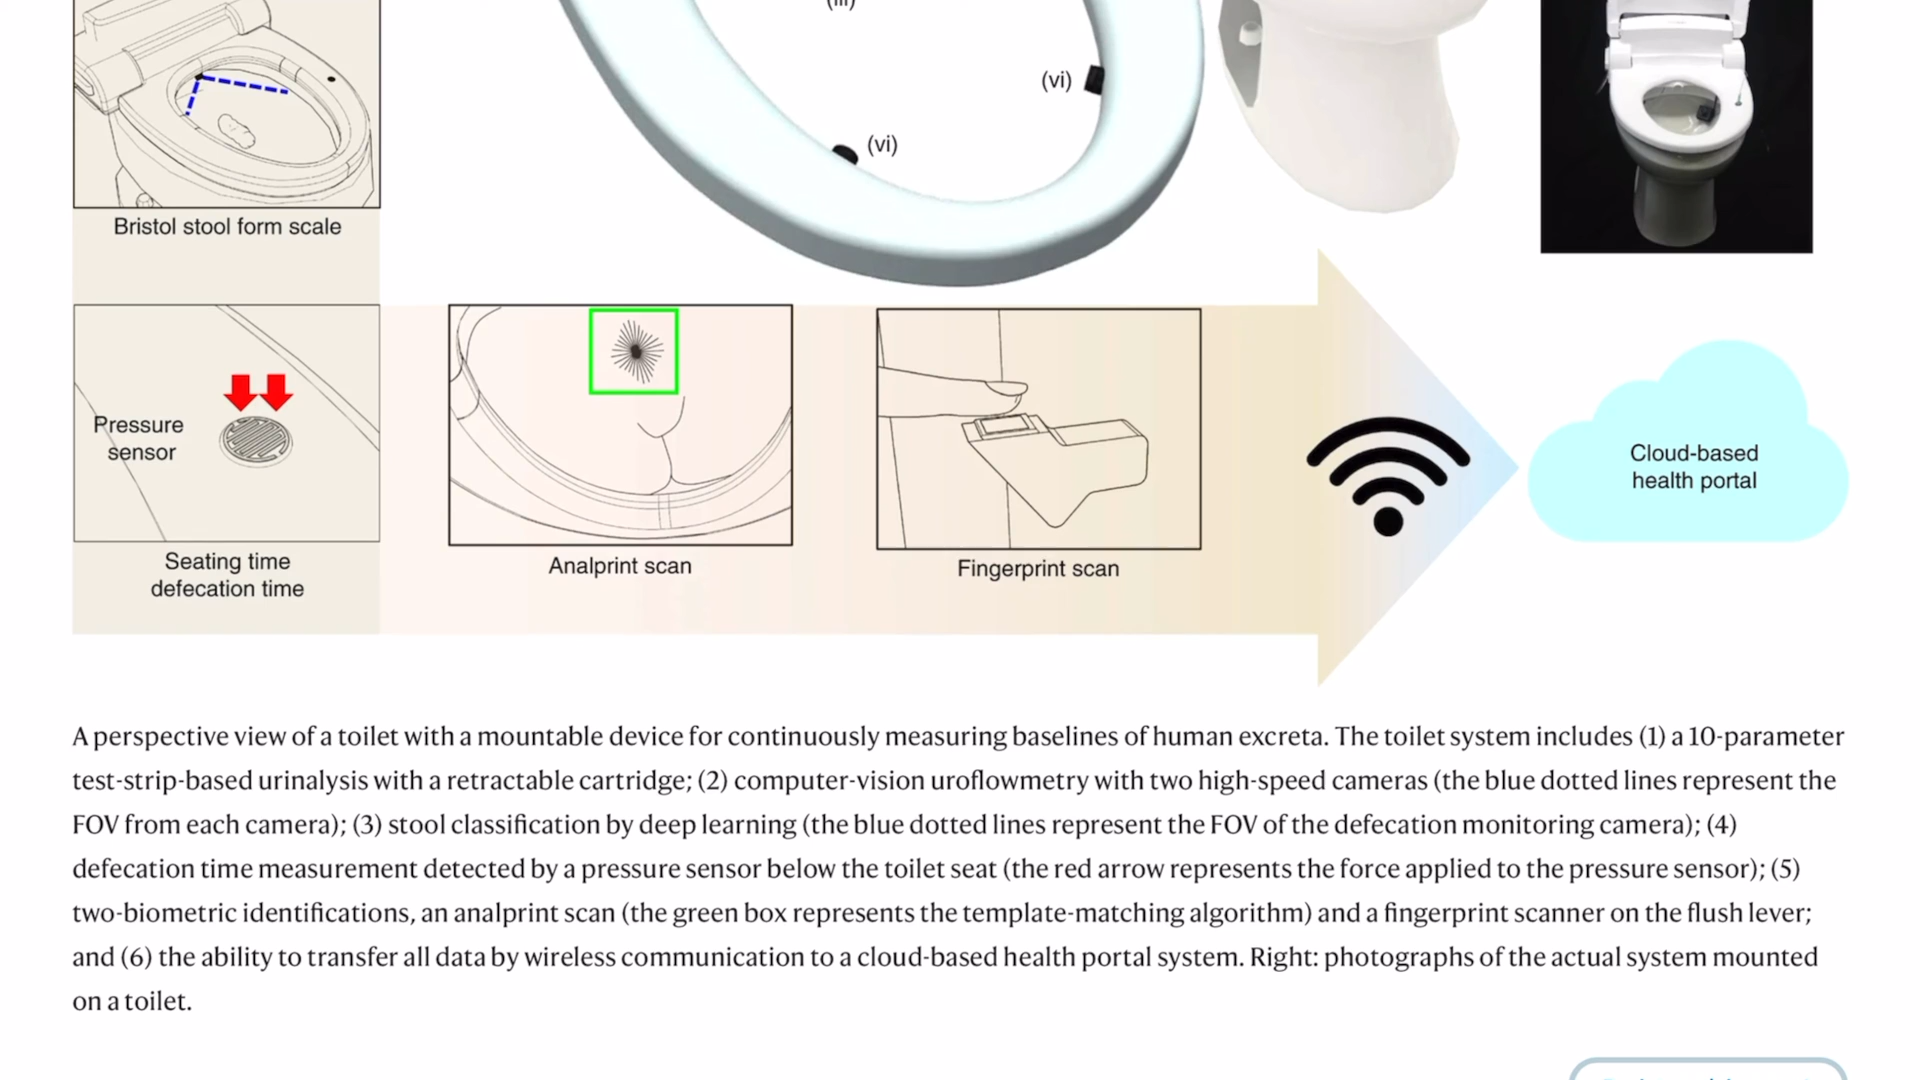 (iii)
(vi)
(vi)
Bristol stool form scale
Pressure
sensor
Seating time
defecation time
Analprint scan
Fingerprint scan
Cloud-based
health portal
A perspective view of a toilet with a mountable device for continuously measuring baselines of human excreta. The toilet system includes (1) a 10-parameter
test-strip-based urinalysis with a retractable cartridge; (2) computer-vision uroflowmetry with two high-speed cameras (the blue dotted lines represent the
FOV from each camera); (3) stool classification by deep learning (the blue dotted lines represent the FOV of the defecation monitoring camera); (4)
defecation time measurement detected by a pressure sensor below the toilet seat (the red arrow represents the force applied to the pressure sensor); (5)
two-biometric identifications, an analprint scan (the green box represents the template-matching algorithm) and a fingerprint scanner on the flush lever;
and (6) the ability to transfer all data by wireless communication to a cloud-based health portal system. Right: photographs of the actual system mounted
on a toilet.